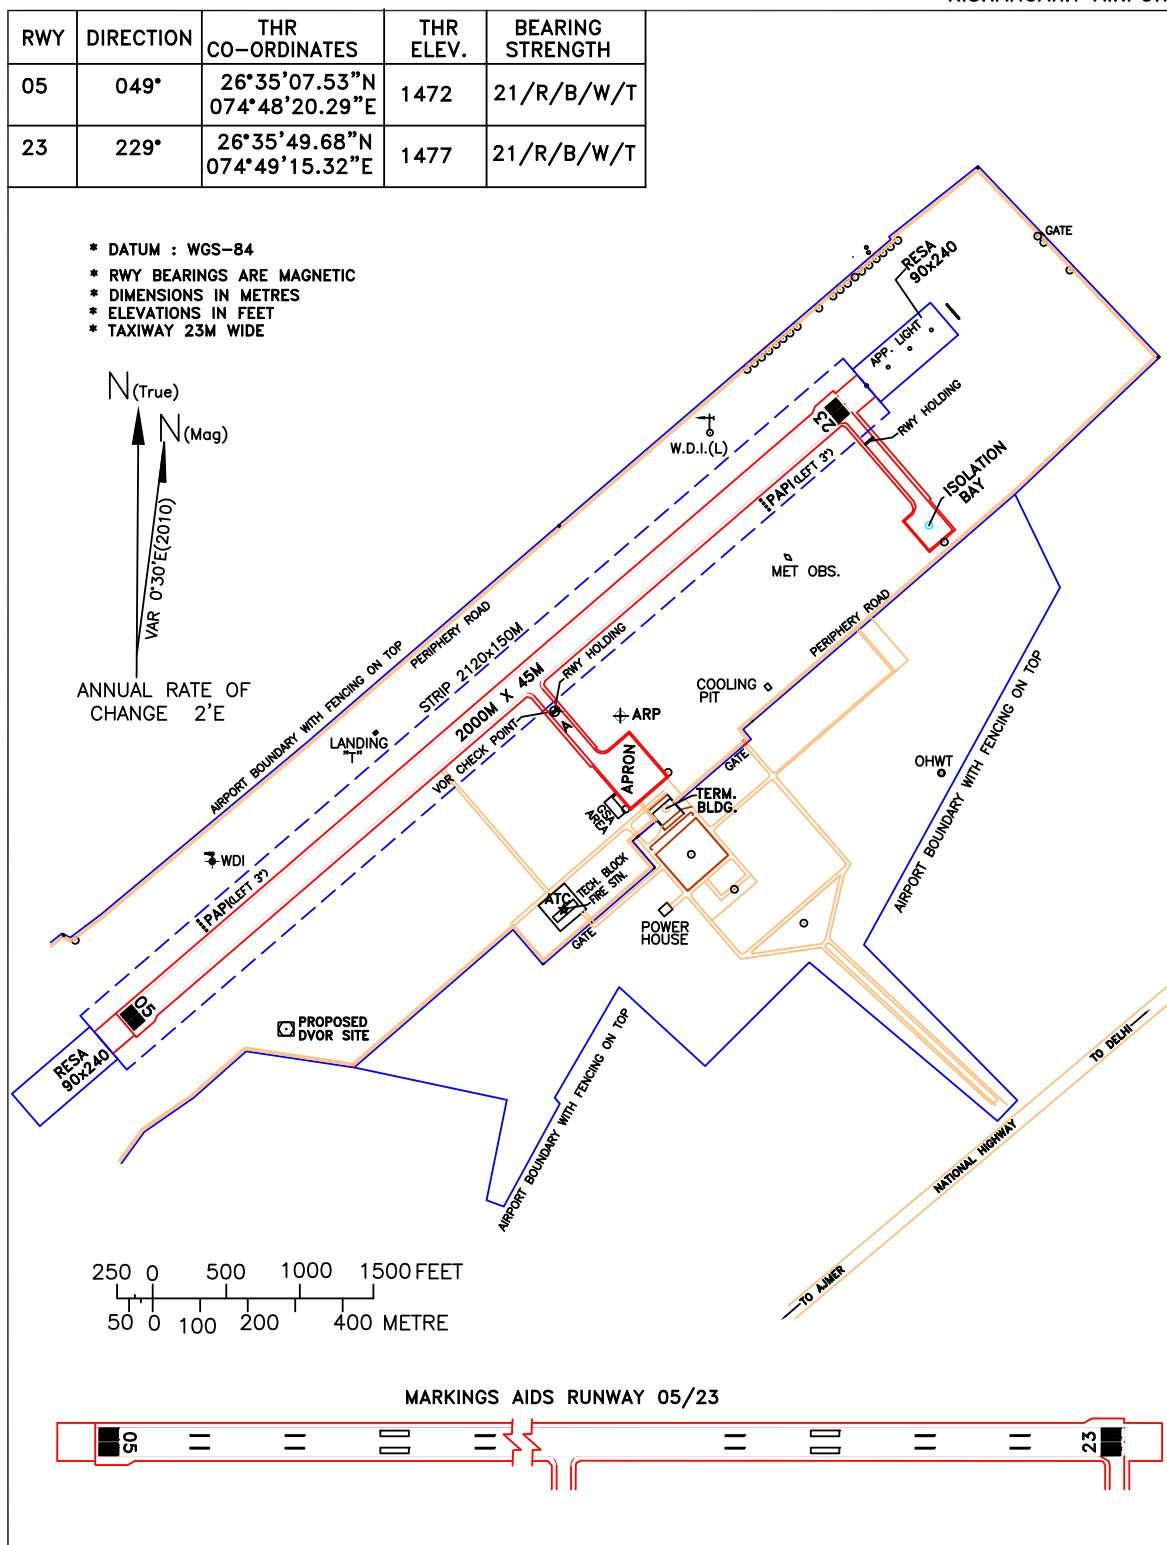 RWY DIRECTION THR CO-ORDINATES THR ELEV. BEARING STRENGTH
05 049° 26°35'07.53"N 074°48'20.29"E 1472 21/R/B/W/T
23 229° 26°35'49.68"N 074°49'15.32"E 1477 21/R/B/W/T
* DATUM : WGS-84
* RWY BEARINGS ARE MAGNETIC
* DIMENSIONS IN METRES
* ELEVATIONS IN FEET
* TAXIWAY 23M WIDE
N(True)
N(Mag)
VAR 0°30'E(2010)
ANNUAL RATE OF
CHANGE 2'E
GATE
RESA
90x240
APP. LIGHT
RWY HOLDING
23
W.D.I.(L)
PAPI(LEFT 3°)
ISOLATION
BAY
MET OBS.
PERIPHERY ROAD
PERIPHERY ROAD
AIRPORT BOUNDARY WITH FENCING ON TOP
STRIP 2120x150M
2000M X 45M
RWY HOLDING
VOR CHECK POINT
A
ARP
COOLING
PIT
LANDING
"T"
APRON
GATE
TERM.
BLDG.
GSA
AREA
OHWT
AIRPORT BOUNDARY WITH FENCING ON TOP
WDI
PAPI(LEFT 3°)
ATC
TECH. BLOCK
FIRE STN.
GATE
POWER
HOUSE
05
RESA
90x240
PROPOSED
DVOR SITE
AIRPORT BOUNDARY WITH FENCING ON TOP
TO DELHI
NATIONAL HIGHWAY
TO AJMER
250 0 500 1000 1500 FEET
50 0 100 200 400 METRE
MARKINGS AIDS RUNWAY 05/23
05
23